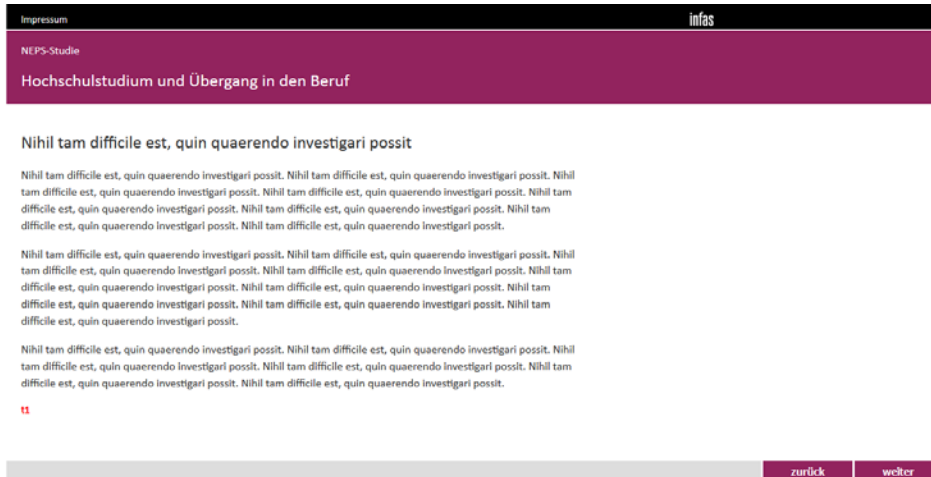 Impressum
infas
NEPS-Studie
Hochschulstudium und Übergang in den Beruf
Nihil tam difficile est, quin quaerendo investigari possit
Nihil tam difficile est, quin quaerendo investigari possit. Nihil tam difficile est, quin quaerendo investigari possit. Nihil
tam difficile est, quin quaerendo investigari possit. Nihil tam difficile est, quin quaerendo investigari possit. Nihil tam
difficile est, quin quaerendo investigari possit. Nihil tam difficile est, quin quaerendo investigari possit. Nihil tam
difficile est, quin quaerendo investigari possit. Nihil tam difficile est, quin quaerendo investigari possit.
Nihil tam difficile est, quin quaerendo investigari possit. Nihil tam difficile est, quin quaerendo investigari possit. Nihil
tam difficile est, quin quaerendo investigari possit. Nihil tam difficile est, quin quaerendo investigari possit. Nihil tam
difficile est, quin quaerendo investigari possit. Nihil tam difficile est, quin quaerendo investigari possit. Nihil tam
difficile est, quin quaerendo investigari possit. Nihil tam difficile est, quin quaerendo investigari possit. Nihil tam
difficile est, quin quaerendo investigari possit.
Nihil tam difficile est, quin quaerendo investigari possit. Nihil tam difficile est, quin quaerendo investigari possit. Nihil
tam difficile est, quin quaerendo investigari possit. Nihil tam difficile est, quin quaerendo investigari possit. Nihil tam
difficile est, quin quaerendo investigari possit. Nihil tam difficile est, quin quaerendo investigari possit.
t1
zurück
weiter